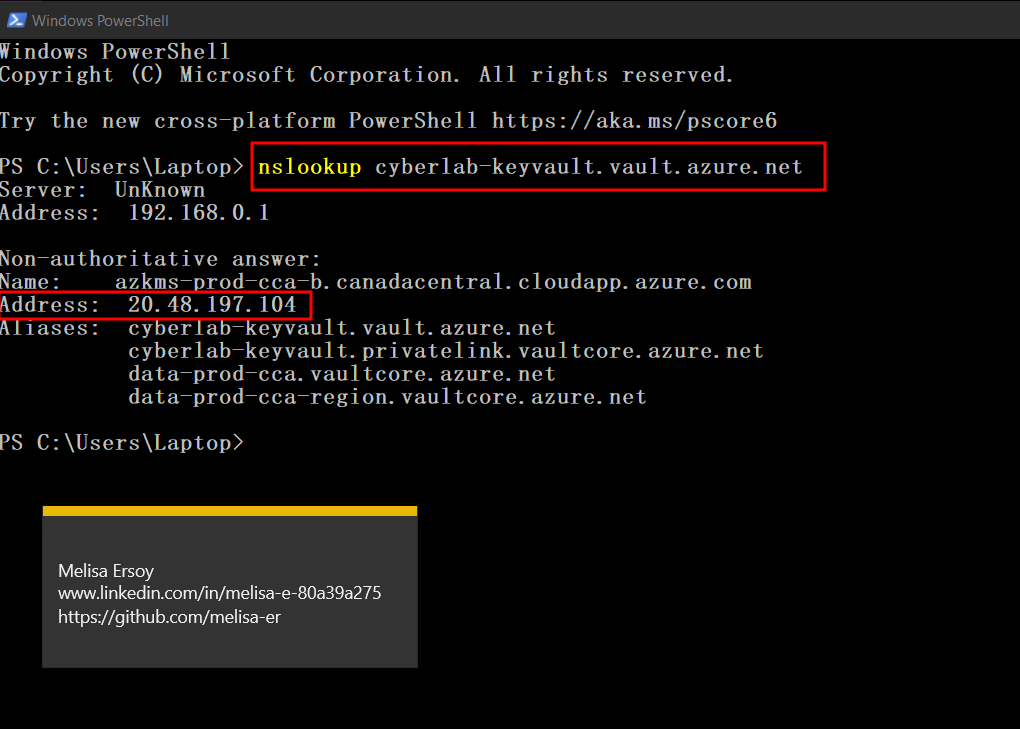 Windows PowerShell
Windows PowerShell
Copyright (C) Microsoft Corporation. All rights reserved.
Try the new cross-platform PowerShell https://aka.ms/pscore6
PS C:\Users\Laptop> nslookup cyberlab-keyvault.vault.azure.net
Server:  UnKnown
Address:  192.168.0.1
Non-authoritative answer:
Name:    azkms-prod-cca-b.canadacentral.cloudapp.azure.com
Address:  20.48.197.104
Aliases:  cyberlab-keyvault.vault.azure.net
cyberlab-keyvault.privatelink.vaultcore.azure.net
data-prod-cca.vaultcore.azure.net
data-prod-cca-region.vaultcore.azure.net
PS C:\Users\Laptop>
Melisa Ersoy
www.linkedin.com/in/melisa-e-80a39a275
https://github.com/melisa-er